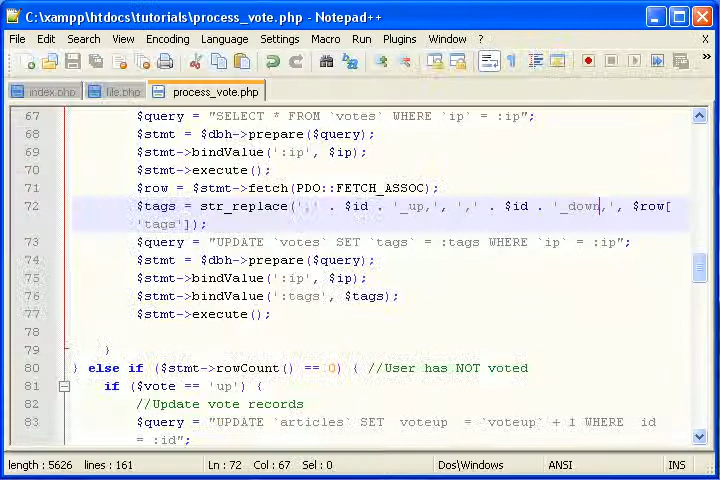 C:\xampp\htdocs\tutorials\process_vote.php - Notepad++
File Edit Search View Encoding Language Settings Macro Run Plugins Window ? X
index.php file.php process_vote.php
67 $query = "SELECT * FROM `votes` WHERE `ip` = :ip";
68 $stmt = $dbh->prepare($query);
69 $stmt->bindValue(':ip', $ip);
70 $stmt->execute();
71 $row = $stmt->fetch(PDO::FETCH_ASSOC);
72 $tags = str_replace(',' . $id . '_up,', ',' . $id . '_down,', $row[
'tags']);
73 $query = "UPDATE `votes` SET `tags` = :tags WHERE `ip` = :ip";
74 $stmt = $dbh->prepare($query);
75 $stmt->bindValue(':ip', $ip);
76 $stmt->bindValue(':tags', $tags);
77 $stmt->execute();
78
79 }
80 } else if ($stmt->rowCount() == 0) { //User has NOT voted
81 if ($vote == 'up') {
82 //Update vote records
83 $query = "UPDATE `articles` SET voteup = `voteup` + 1 WHERE id
= :id";
length : 5626 lines : 161 Ln : 72 Col : 67 Sel : 0 Dos\Windows ANSI INS